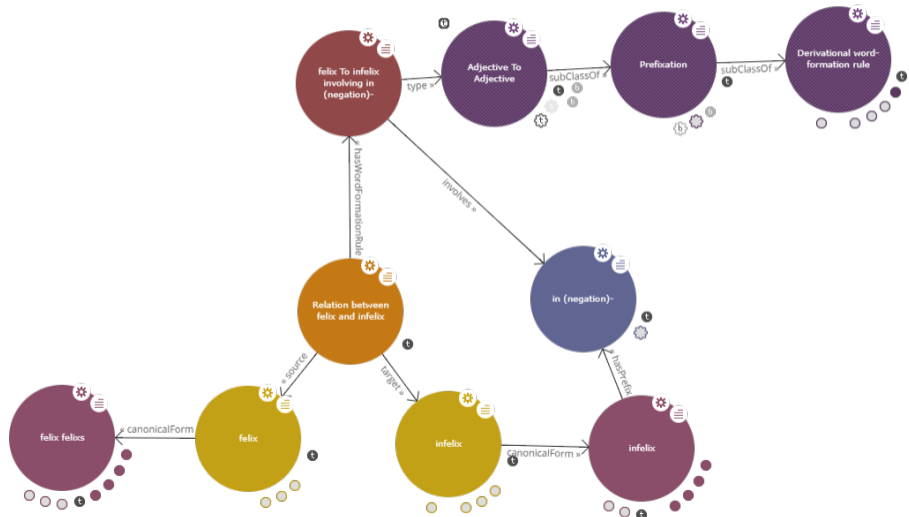 felix To infelix
involving in
(negation)-
type »
Adjective To
Adjective
subClassOf »
Prefixation
subClassOf »
Derivational word-
formation rule
t
t
b
b
b
t
t
b
b
t
« hasWordFormationRule
involves »
Relation between
felix and infelix
t
in (negation)-
t
« source
target »
« hasPrefix
felix felixs
« canonicalForm
felix
infelix
canonicalForm »
infelix
t
t
t
t